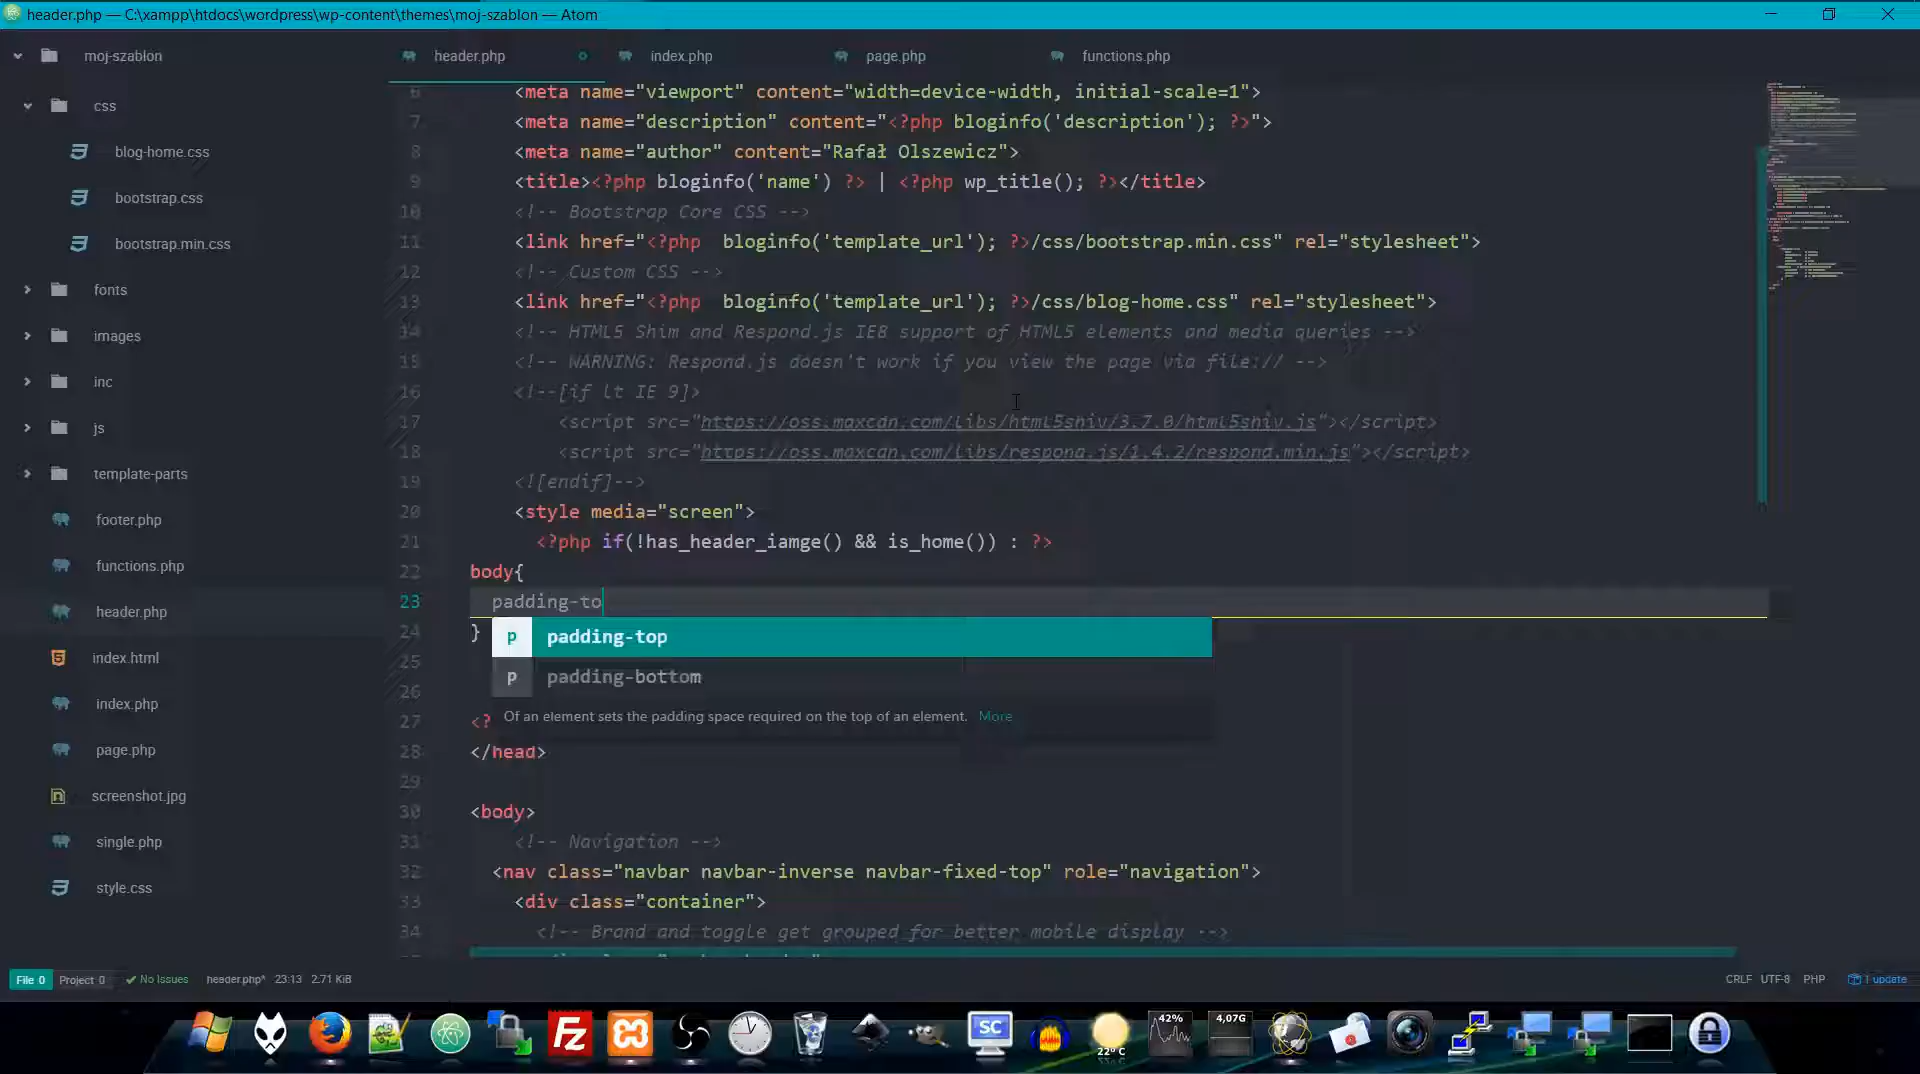 header.php — C:\xampp\htdocs\wordpress\wp-content\themes\moj-szablon — Atom
moj-szablon
header.php
index.php
page.php
functions.php
css
blog-home.css
bootstrap.css
bootstrap.min.css
fonts
images
inc
js
template-parts
footer.php
functions.php
header.php
index.html
index.php
page.php
screenshot.jpg
single.php
style.css
6 <meta name="viewport" content="width=device-width, initial-scale=1">
7 <meta name="description" content="<?php bloginfo('description'); ?>">
8 <meta name="author" content="Rafał Olszewicz">
9 <title><?php bloginfo('name') ?> | <?php wp_title(); ?></title>
10 <!-- Bootstrap Core CSS -->
11 <link href="<?php  bloginfo('template_url'); ?>/css/bootstrap.min.css" rel="stylesheet">
12 <!-- Custom CSS -->
13 <link href="<?php  bloginfo('template_url'); ?>/css/blog-home.css" rel="stylesheet">
14 <!-- HTML5 Shim and Respond.js IE8 support of HTML5 elements and media queries -->
15 <!-- WARNING: Respond.js doesn't work if you view the page via file:// -->
16 <!--[if lt IE 9]>
17 <script src="https://oss.maxcdn.com/libs/html5shiv/3.7.0/html5shiv.js"></script>
18 <script src="https://oss.maxcdn.com/libs/respond.js/1.4.2/respond.min.js"></script>
19 <![endif]-->
20 <style media="screen">
21 <?php if(!has_header_iamge() && is_home()) : ?>
22 body{
23 padding-to
24 }
p padding-top
25
p padding-bottom
26
27 <?
Of an element sets the padding space required on the top of an element. More
28 </head>
29
30 <body>
31 <!-- Navigation -->
32 <nav class="navbar navbar-inverse navbar-fixed-top" role="navigation">
33 <div class="container">
34 <!-- Brand and toggle get grouped for better mobile display -->
File 0 Project 0 No Issues header.php* 23:13 2.71 KiB
CRLF UTF-8 PHP 1 update
FZ
SC
22°C
42%
4,07G